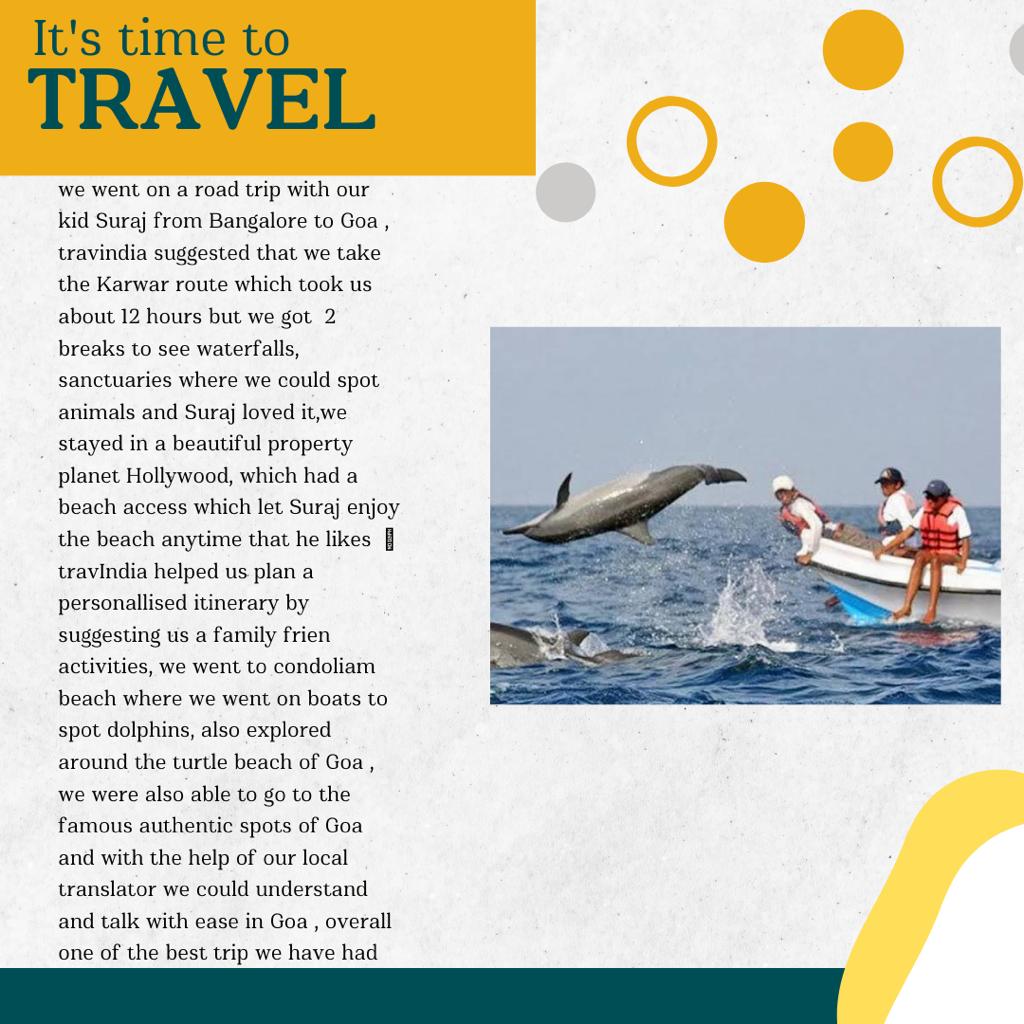 It's time to
TRAVEL
we went on a road trip with our
kid Suraj from Bangalore to Goa ,
travindia suggested that we take
the Karwar route which took us
about 12 hours but we got  2
breaks to see waterfalls,
sanctuaries where we could spot
animals and Suraj loved it,we
stayed in a beautiful property
planet Hollywood, which had a
beach access which let Suraj enjoy
the beach anytime that he likes
travIndia helped us plan a
personallised itinerary by
suggesting us a family frien
activities, we went to condoliam
beach where we went on boats to
spot dolphins, also explored
around the turtle beach of Goa ,
we were also able to go to the
famous authentic spots of Goa
and with the help of our local
translator we could understand
and talk with ease in Goa , overall
one of the best trip we have had